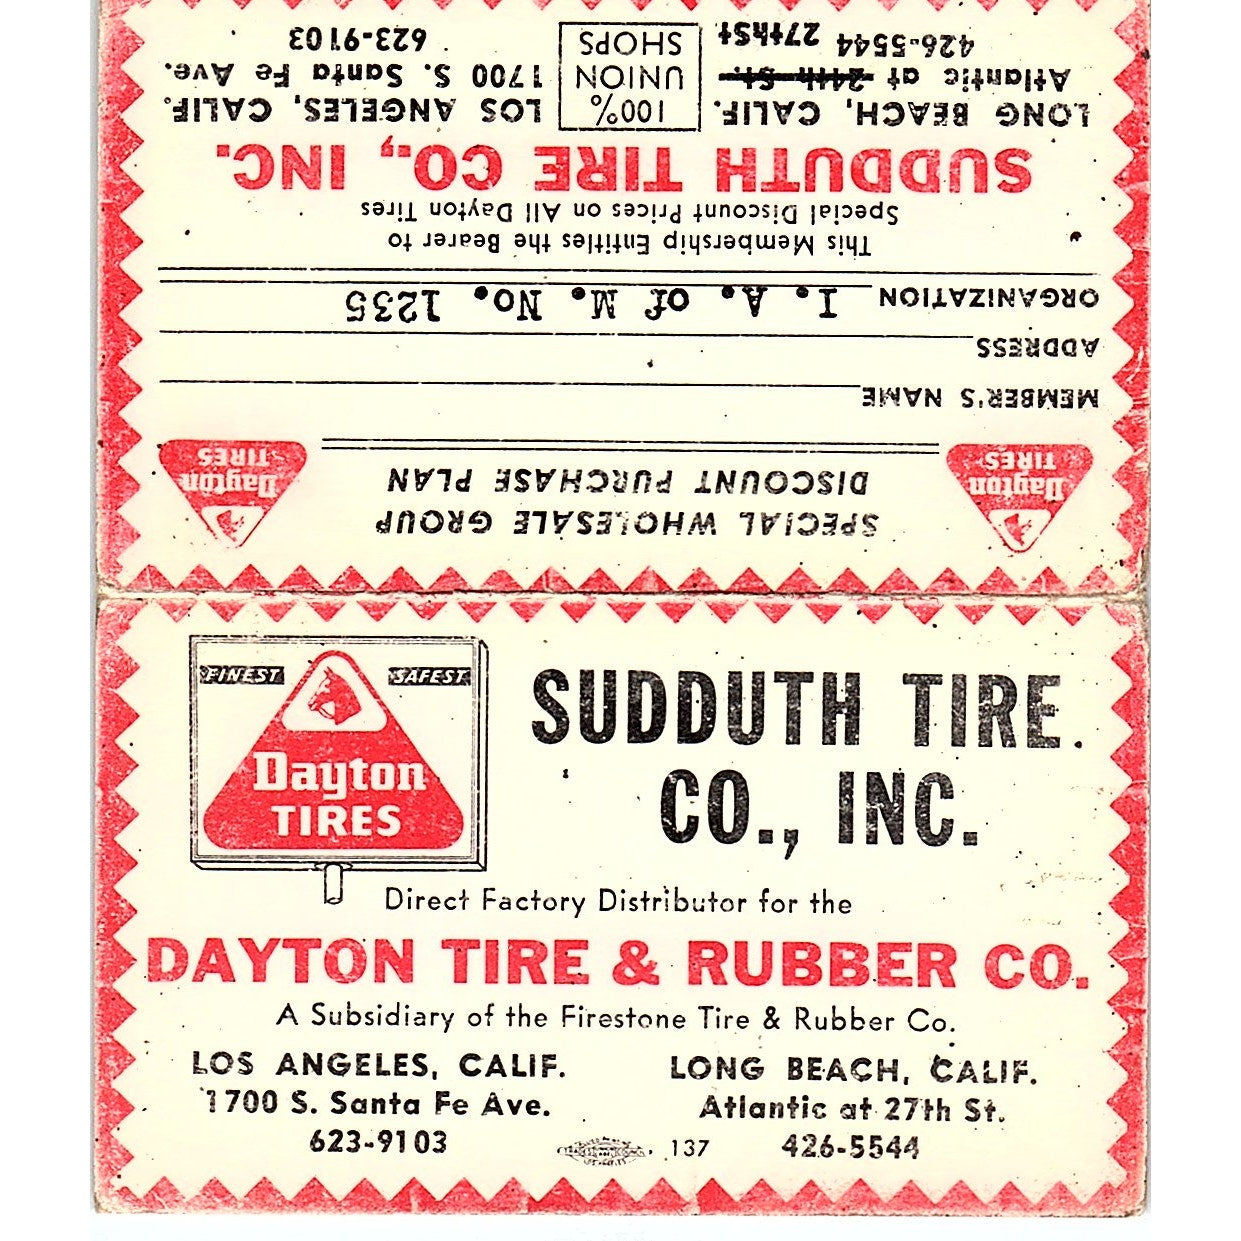 SPECIAL WHOLESALE GROUP
DISCOUNT PURCHASE PLAN
Dayton
TIRES
Dayton
TIRES
MEMBER'S NAME
ADDRESS
ORGANIZATION I. A. of M. No. 1235
This Membership Entitles the Bearer to
Special Discount Prices on All Dayton Tires
SUDDUTH TIRE CO., INC.
LONG BEACH, CALIF.
Atlantic at 24th St.
27thSt
426-5544
100%
UNION
SHOPS
LOS ANGELES, CALIF.
1700 S. Santa Fe Ave.
623-9103
FINEST SAFEST
Dayton
TIRES
SUDDUTH TIRE
CO., INC.
Direct Factory Distributor for the
DAYTON TIRE & RUBBER CO.
A Subsidiary of the Firestone Tire & Rubber Co.
LOS ANGELES, CALIF.
1700 S. Santa Fe Ave.
623-9103
LONG BEACH, CALIF.
Atlantic at 27th St.
426-5544
137